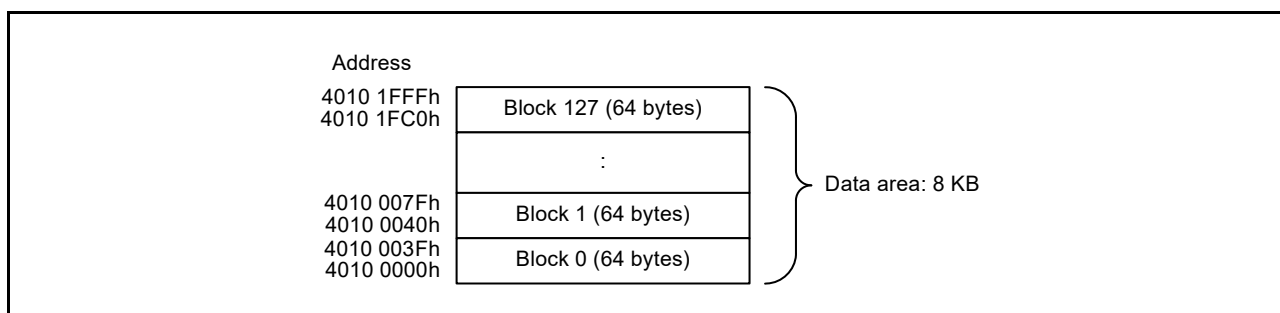 Address
4010 1FFFh
4010 1FC0h
Block 127 (64 bytes)
:
4010 007Fh
4010 0040h
Block 1 (64 bytes)
4010 003Fh
4010 0000h
Block 0 (64 bytes)
Data area: 8 KB